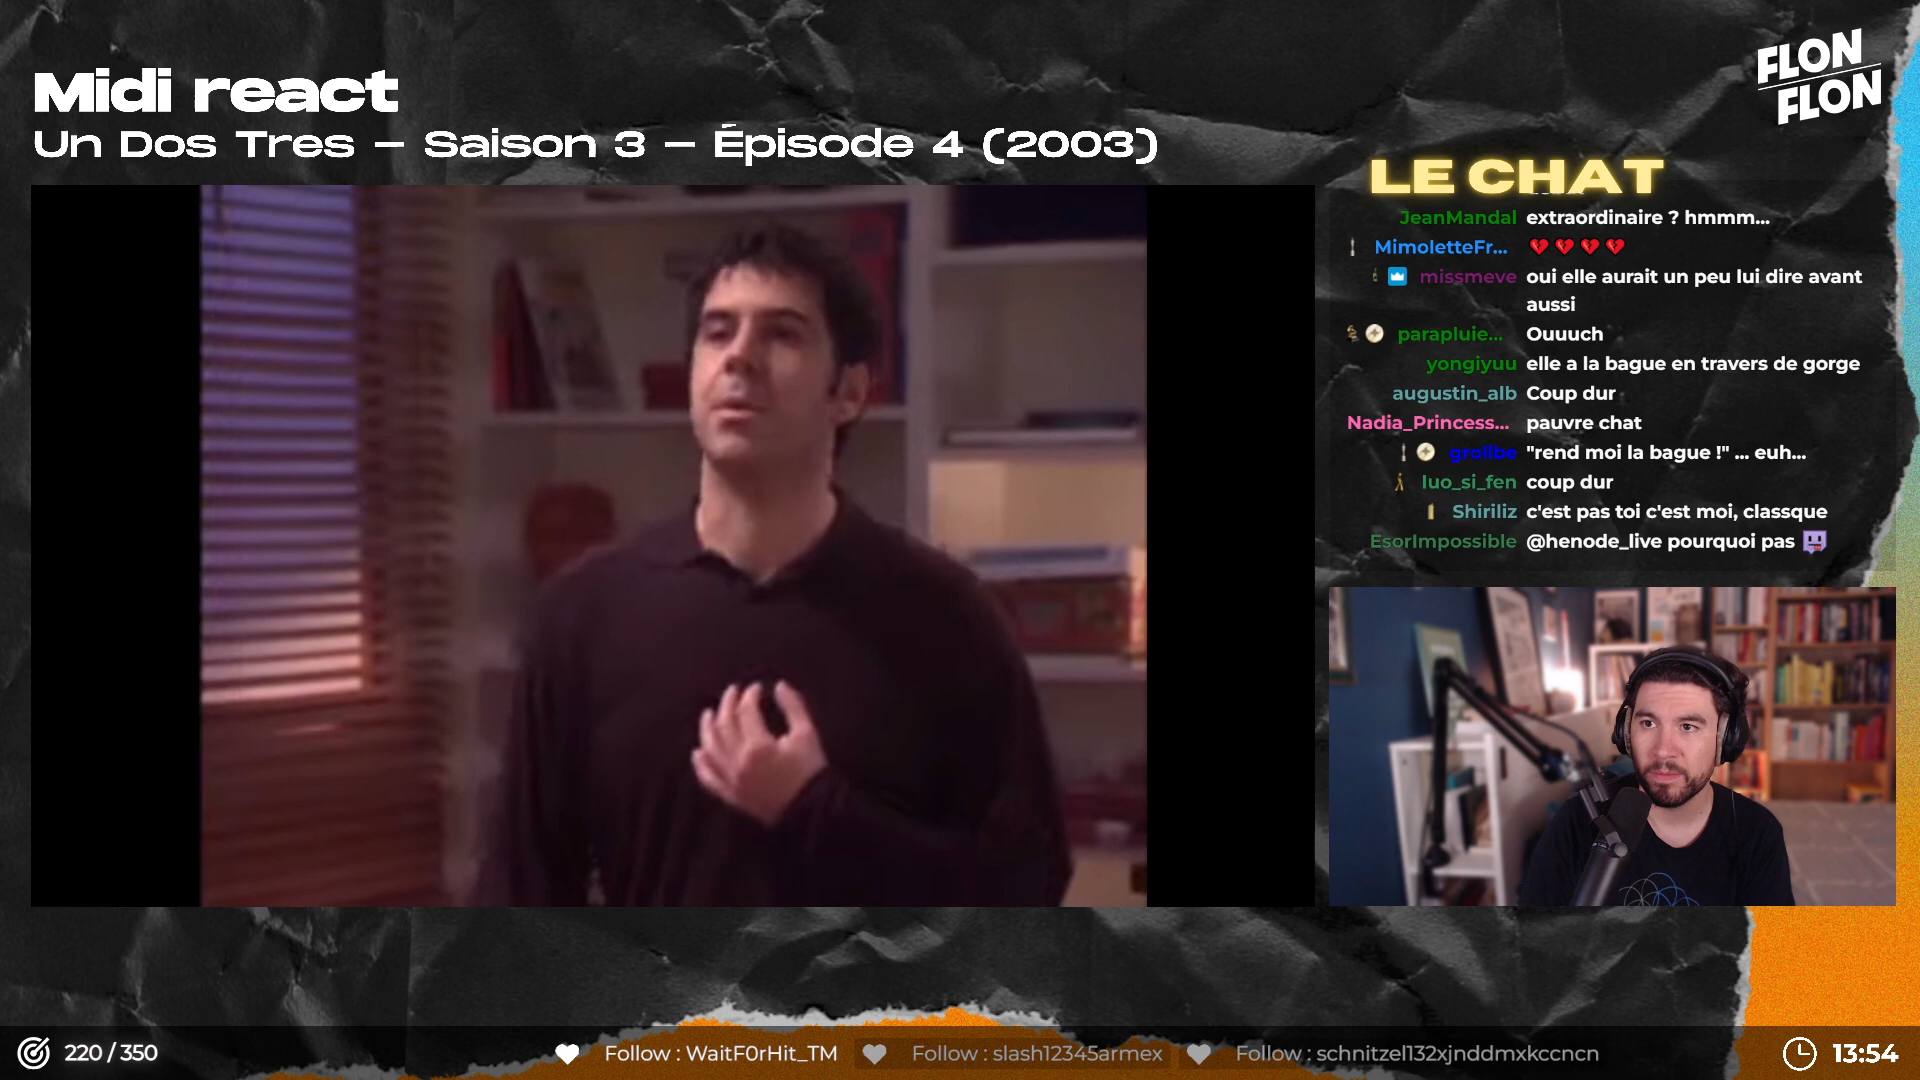 Midi react
Un Dos Tres – Saison 3 – Épisode 4 (2003)
FLON
FLON
LE CHAT
JeanMandal extraordinaire ? hmmm...
MimoletteFr...
missmeve oui elle aurait un peu lui dire avant
aussi
parapluie... Ouuuch
yongiyuu elle a la bague en travers de gorge
augustin_alb Coup dur
Nadia_Princess... pauvre chat
grollbe "rend moi la bague !" ... euh...
luo_si_fen coup dur
Shiriliz c'est pas toi c'est moi, classque
EsorImpossible @henode_live pourquoi pas
220 / 350
Follow : WaitF0rHit_TM
Follow : slash12345armex
Follow : schnitzel132xjnddmxkccncn
13:54